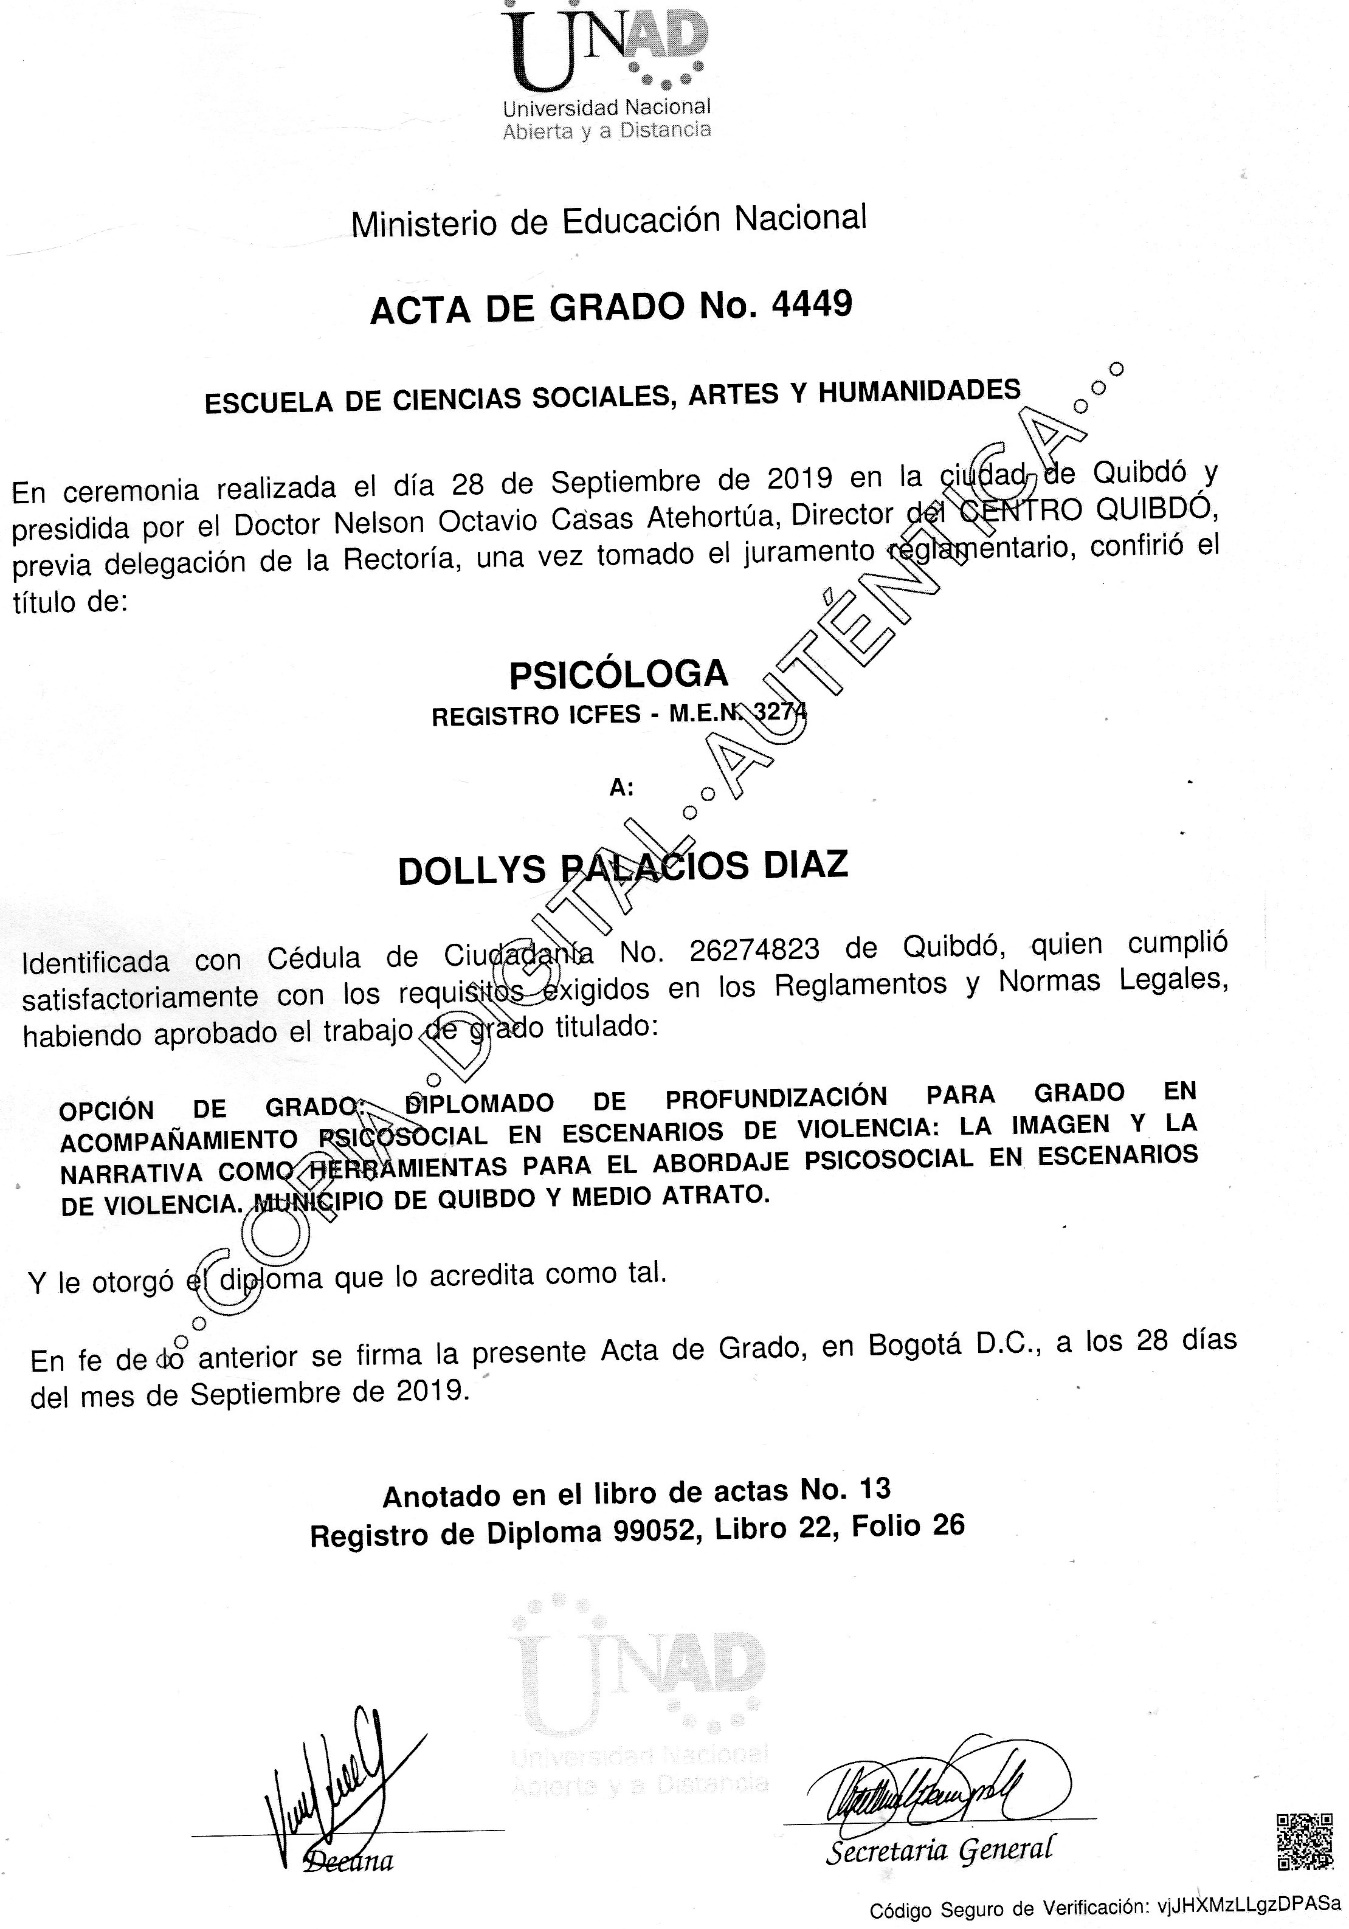 UNAD
Universidad Nacional
Abierta y a Distancia
Ministerio de Educación Nacional
ACTA DE GRADO No. 4449
ESCUELA DE CIENCIAS SOCIALES, ARTES Y HUMANIDADES
En ceremonia realizada el día 28 de Septiembre de 2019 en la ciudad de Quibdó y
presidida por el Doctor Nelson Octavio Casas Atehortúa, Director del CENTRO QUIBDÓ,
previa delegación de la Rectoría, una vez tomado el juramento reglamentario, confirió el
título de:
PSICÓLOGA
REGISTRO ICFES - M.E.N. 3274
A:
DOLLYS PALACIOS DIAZ
Identificada con Cédula de Ciudadanía No. 26274823 de Quibdó, quien cumplió
satisfactoriamente con los requisitos exigidos en los Reglamentos y Normas Legales,
habiendo aprobado el trabajo de grado titulado:
OPCIÓN DE GRADO: DIPLOMADO DE PROFUNDIZACIÓN PARA GRADO EN
ACOMPAÑAMIENTO PSICOSOCIAL EN ESCENARIOS DE VIOLENCIA: LA IMAGEN Y LA
NARRATIVA COMO HERRAMIENTAS PARA EL ABORDAJE PSICOSOCIAL EN ESCENARIOS
DE VIOLENCIA. MUNICIPIO DE QUIBDO Y MEDIO ATRATO.
Y le otorgó el diploma que lo acredita como tal.
En fe de lo anterior se firma la presente Acta de Grado, en Bogotá D.C., a los 28 días
del mes de Septiembre de 2019.
...COPIA...DIGITAL...AUTÉNTICA...
Anotado en el libro de actas No. 13
Registro de Diploma 99052, Libro 22, Folio 26
UNAD
Universidad Nacional
Abierta y a Distancia
Decana
Secretaria General
Código Seguro de Verificación: vjJHXMzLLgzDPASa